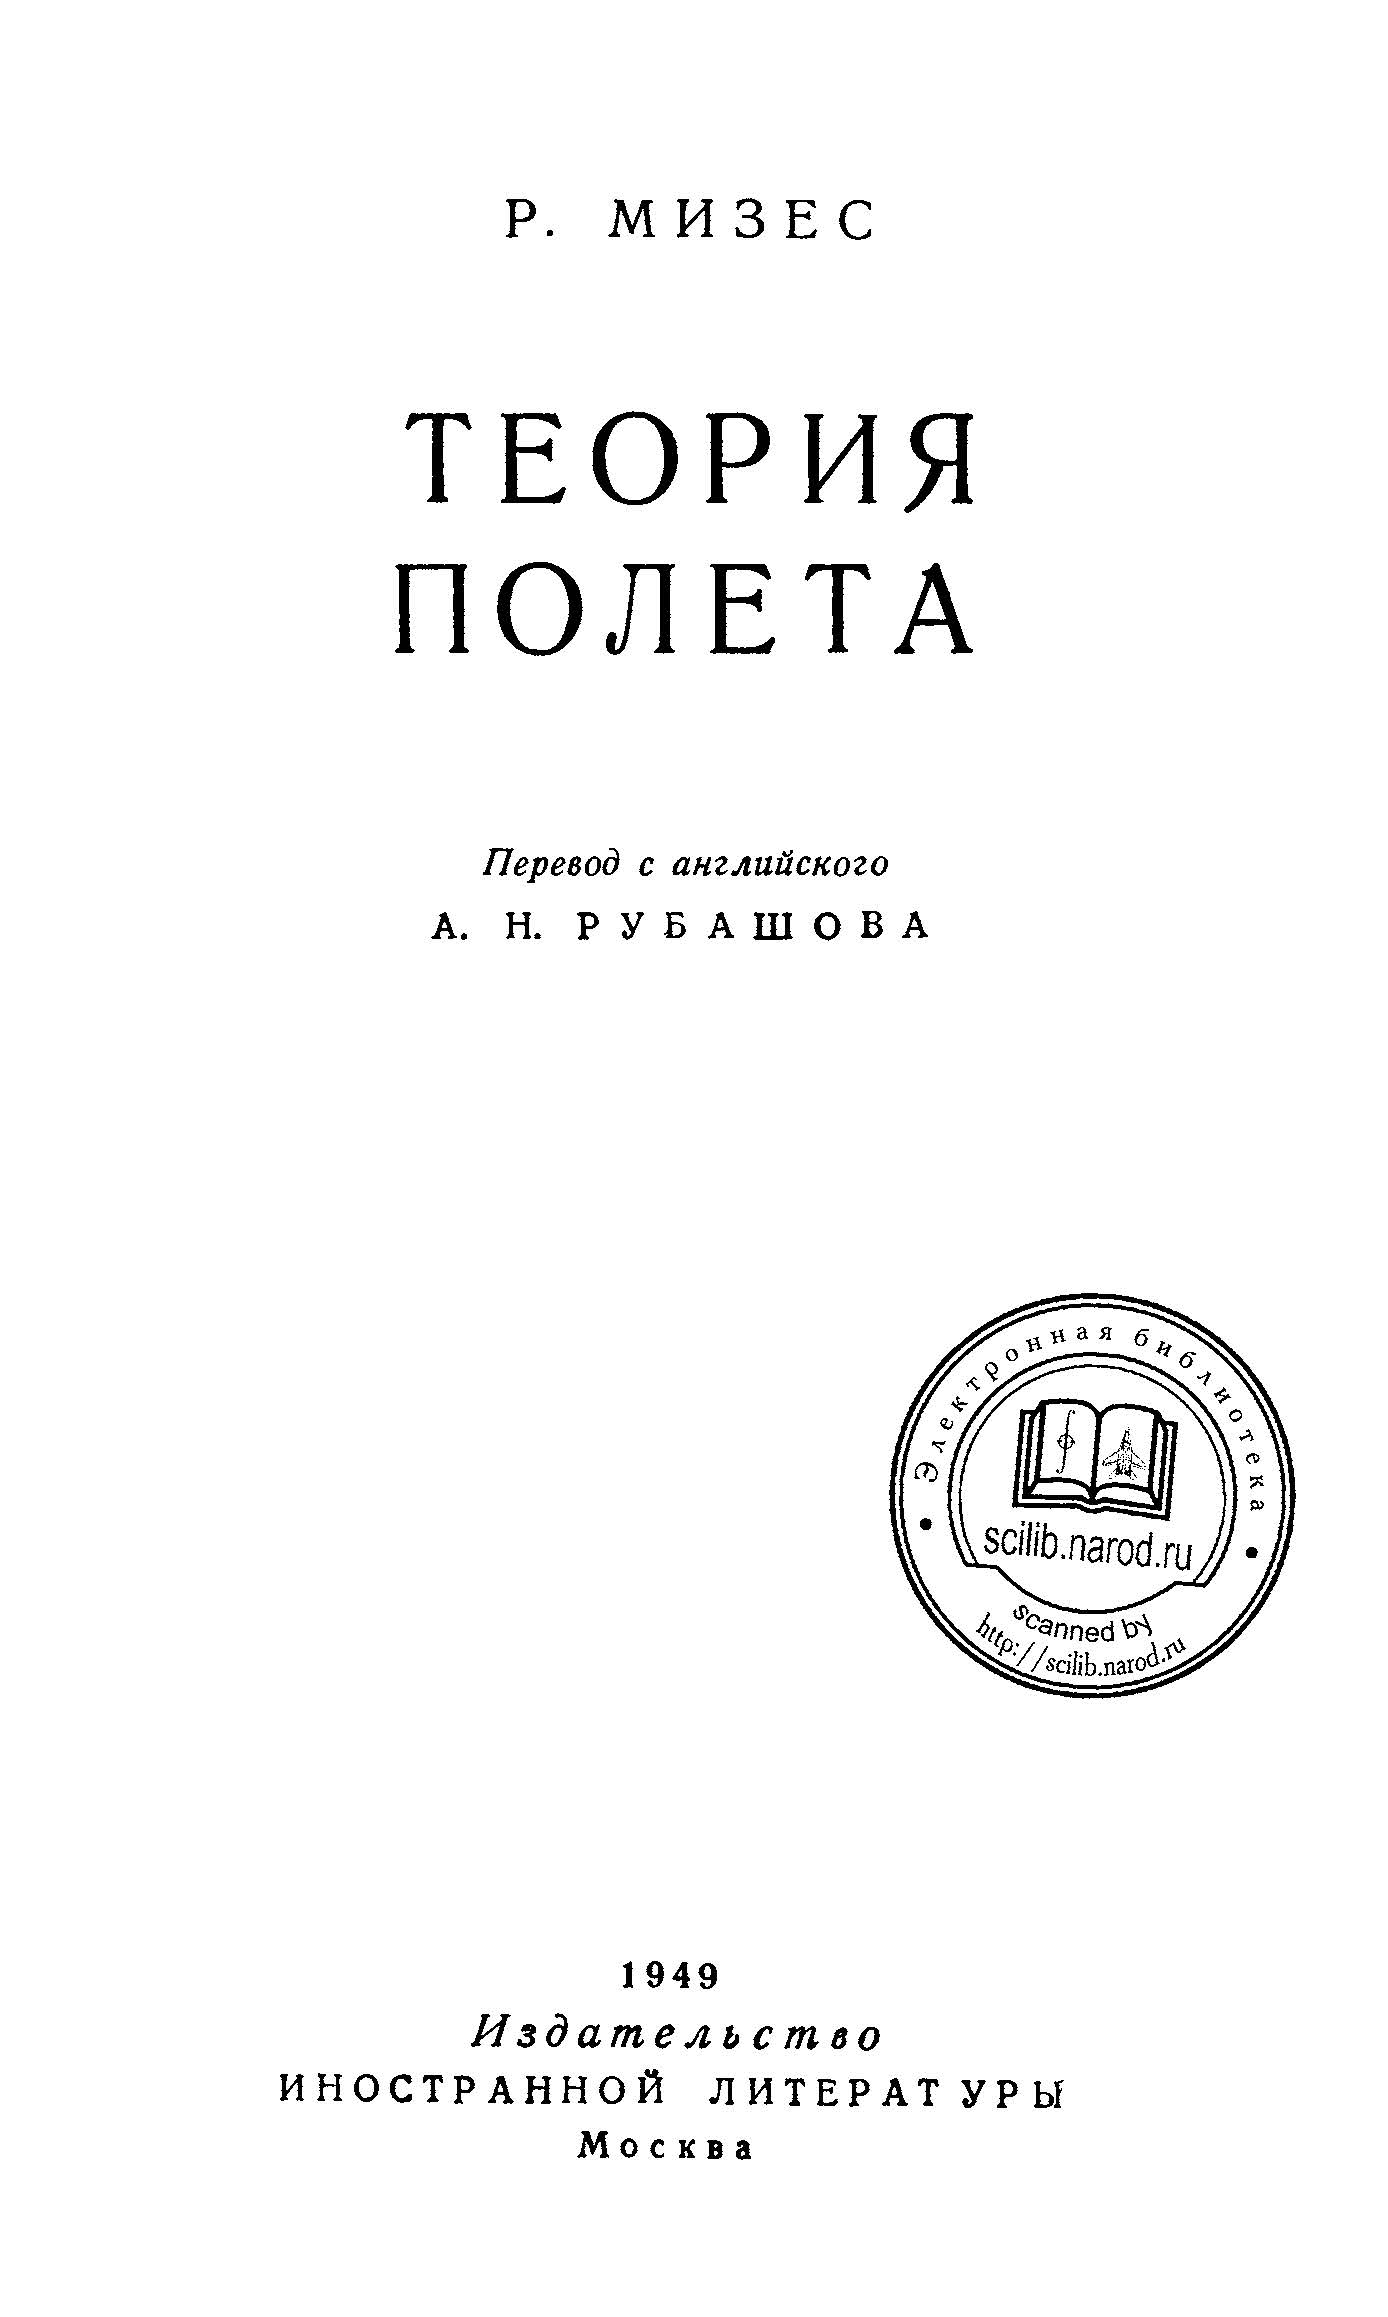 Р. МИЗЕС
ТЕОРИЯ
ПОЛЕТА
Перевод с английского
А. Н. РУБАШОВА
Электронная библиотека
scilib.narod.ru
scanned by
http://scilib.narod.ru
1949
Издательство
ИНОСТРАННОЙ ЛИТЕРАТУРЫ
Москва